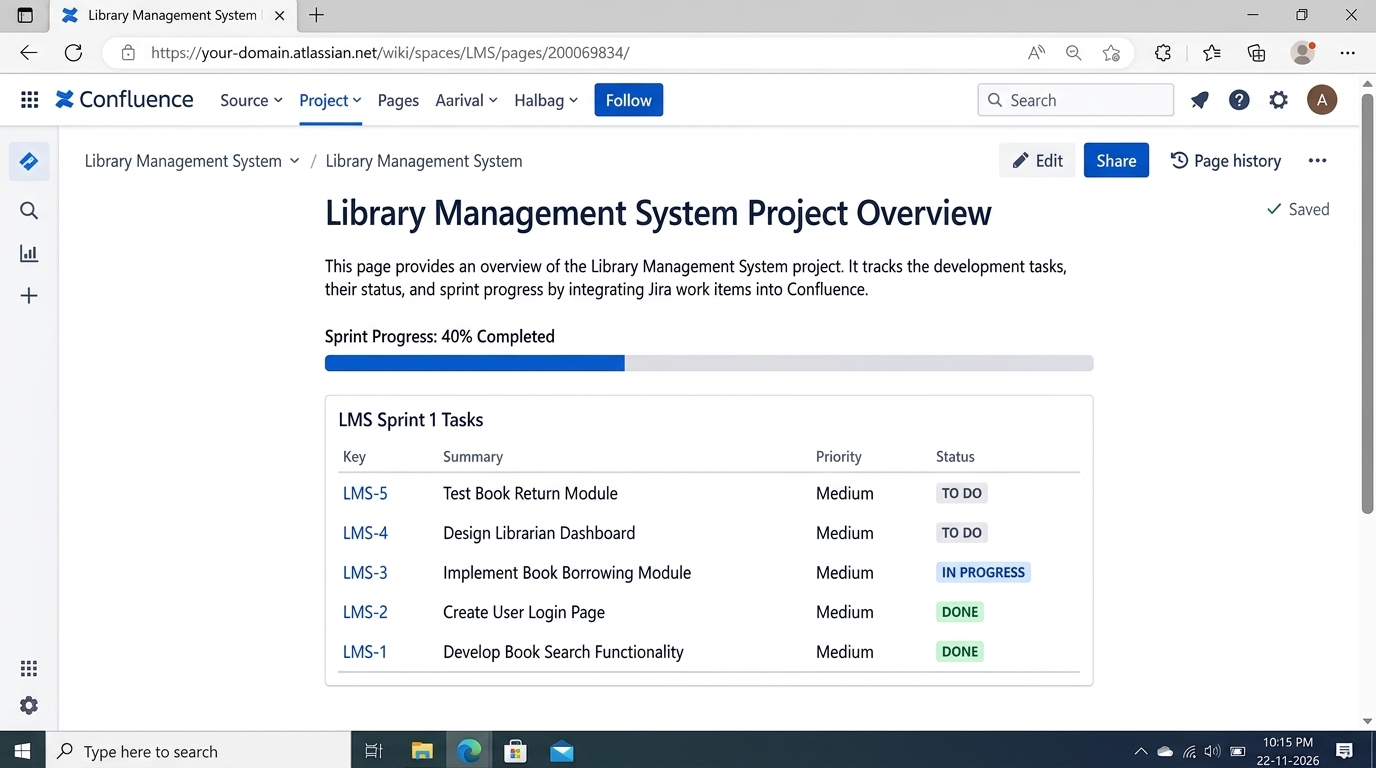 Library Management System
https://your-domain.atlassian.net/wiki/spaces/LMS/pages/200069834/
Confluence Source Project Pages Aarival Halbag Follow Search A
Library Management System / Library Management System Edit Share Page history
Library Management System Project Overview
Saved
This page provides an overview of the Library Management System project. It tracks the development tasks,
their status, and sprint progress by integrating Jira work items into Confluence.
Sprint Progress: 40% Completed
LMS Sprint 1 Tasks
Key Summary Priority Status
LMS-5 Test Book Return Module Medium TO DO
LMS-4 Design Librarian Dashboard Medium TO DO
LMS-3 Implement Book Borrowing Module Medium IN PROGRESS
LMS-2 Create User Login Page Medium DONE
LMS-1 Develop Book Search Functionality Medium DONE
Type here to search
10:15 PM
22-11-2026